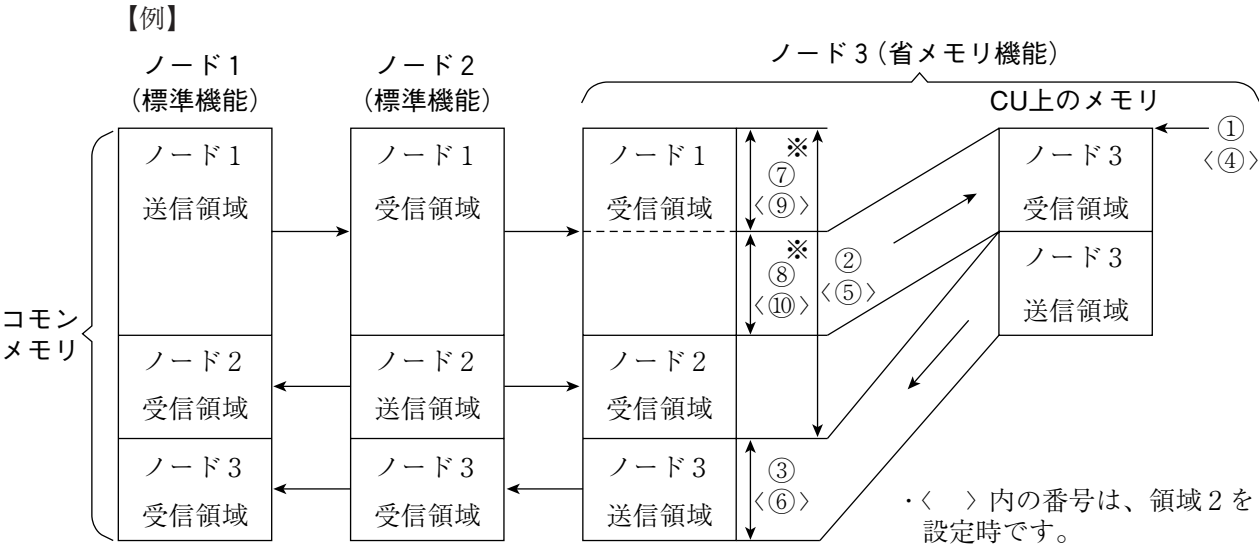 【例】
ノード1
（標準機能）
ノード2
（標準機能）
ノード3（省メモリ機能）
CU上のメモリ
コモン
メモリ
ノード1
送信領域
ノード2
受信領域
ノード3
受信領域
ノード1
受信領域
ノード2
送信領域
ノード3
受信領域
ノード1
受信領域
ノード2
受信領域
ノード3
送信領域
※
⑦
〈⑨〉
※
⑧
〈⑩〉
②
〈⑤〉
③
〈⑥〉
ノード3
受信領域
ノード3
送信領域
①
〈④〉
・〈　〉内の番号は、領域2を
設定時です。